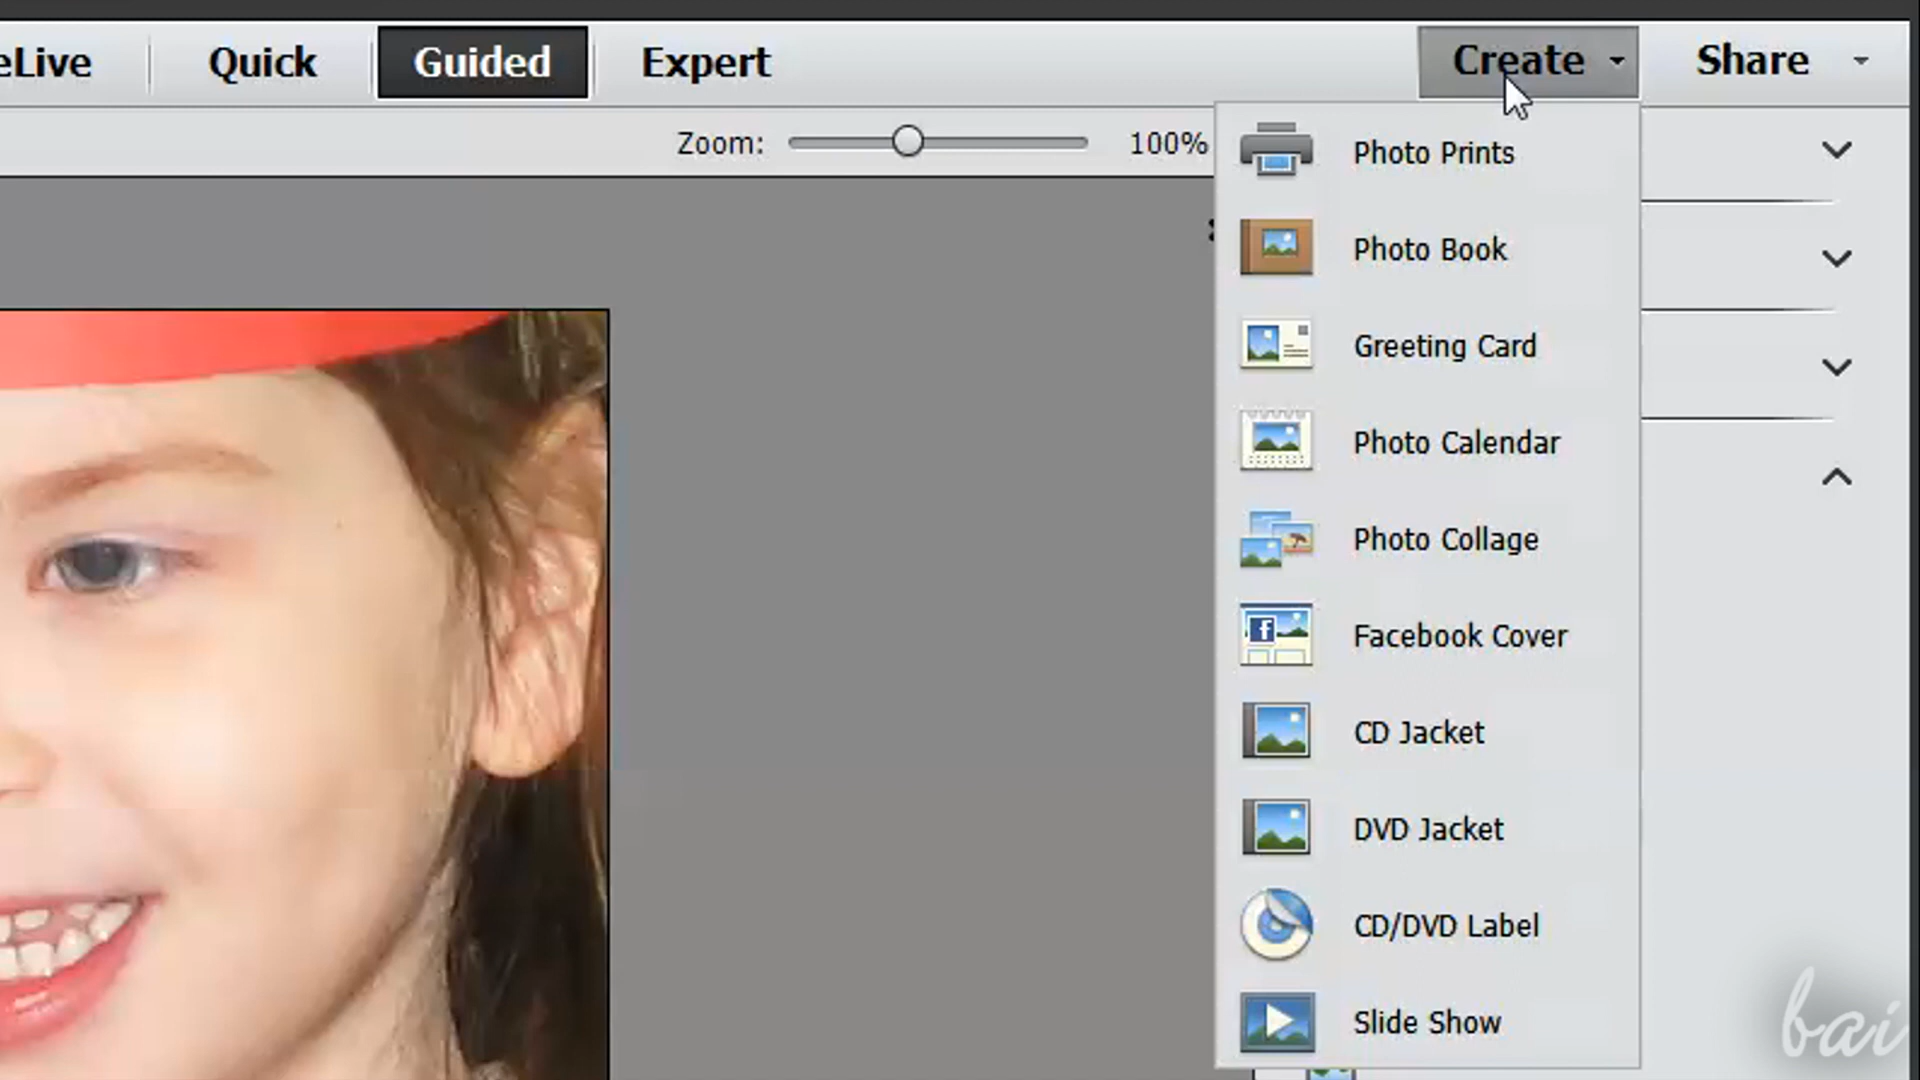 eLive Quick Guided Expert Create Share
Zoom: 100%
Photo Prints
Photo Book
Greeting Card
Photo Calendar
Photo Collage
f
Facebook Cover
CD Jacket
DVD Jacket
CD/DVD Label
Slide Show
bai